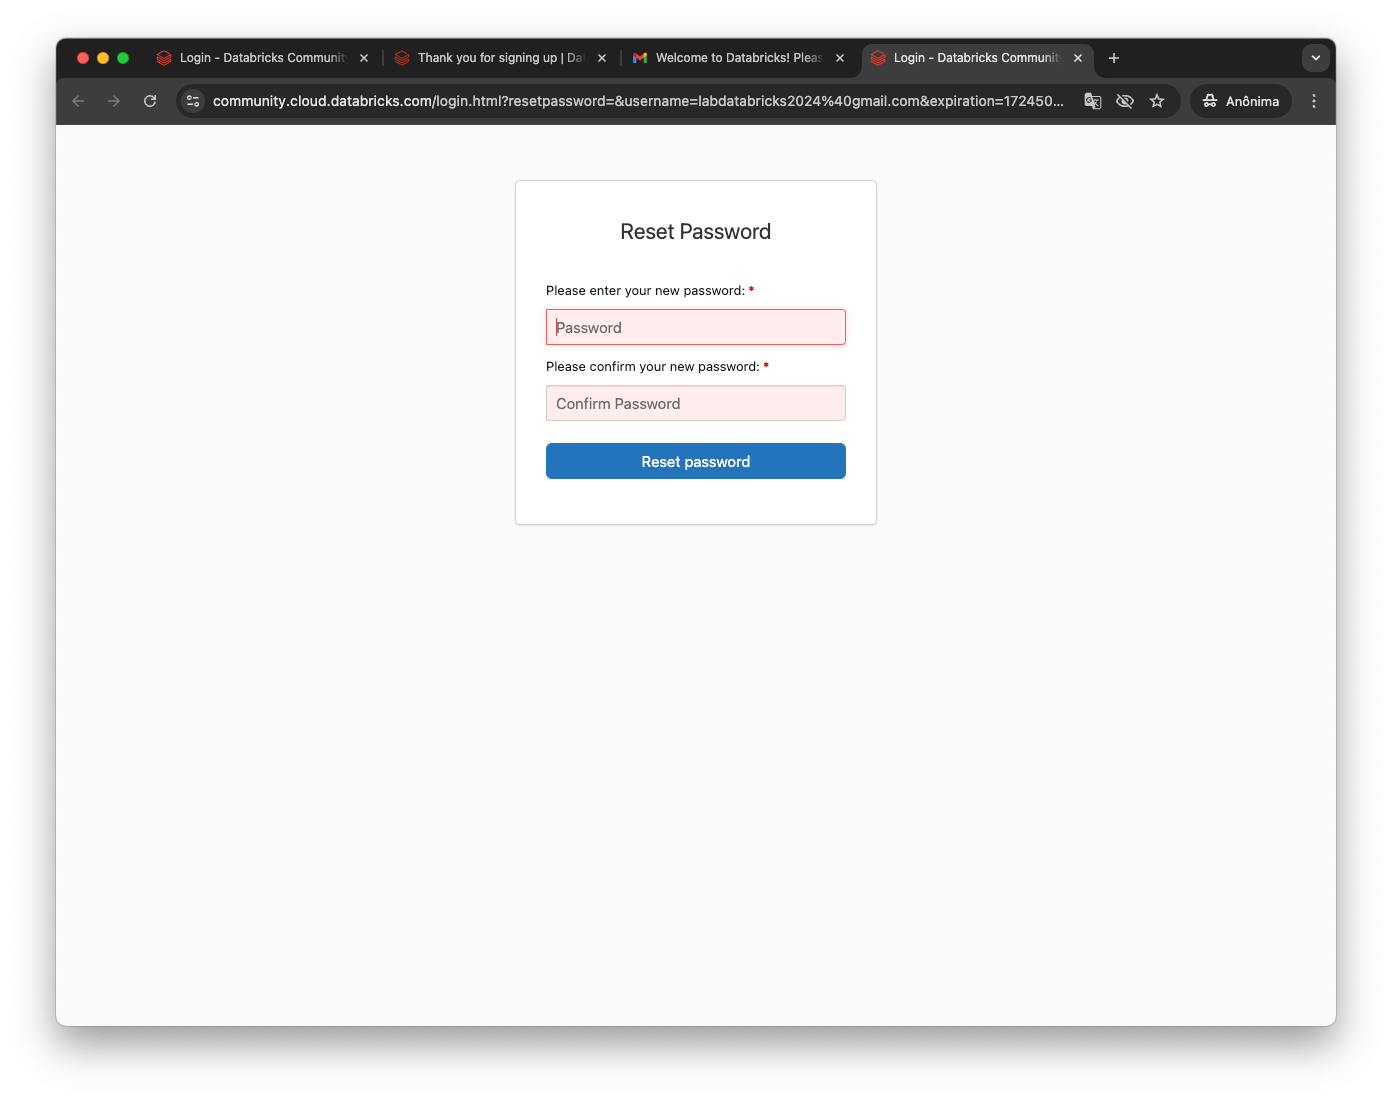 Login - Databricks Communit
Thank you for signing up | Da
Welcome to Databricks! Pleas
Login - Databricks Communit
community.cloud.databricks.com/login.html?resetpassword=&username=labdatabricks2024%40gmail.com&expiration=172450...
Anônima
Reset Password
Please enter your new password: *
Password
Please confirm your new password: *
Confirm Password
Reset password